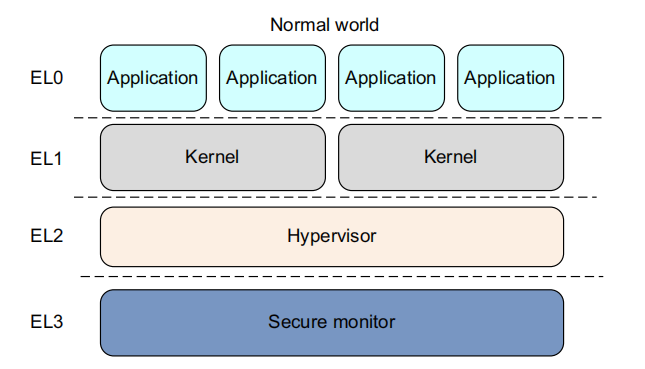 Normal world
EL0 Application Application Application Application
EL1 Kernel Kernel
EL2 Hypervisor
EL3 Secure monitor